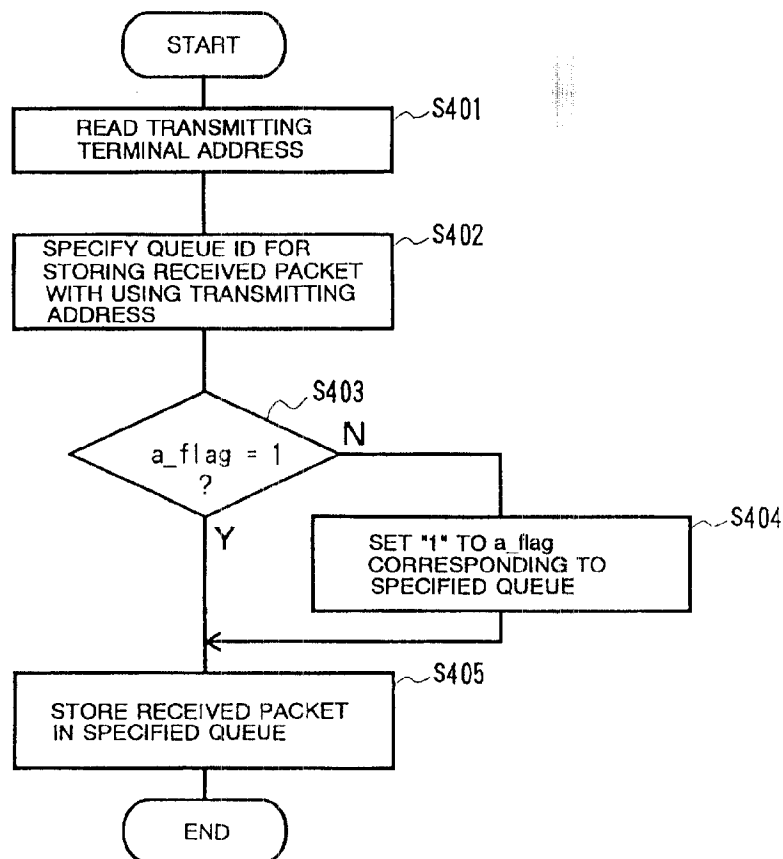 START
S401
READ TRANSMITTING
TERMINAL ADDRESS
S402
SPECIFY QUEUE ID FOR
STORING RECEIVED PACKET
WITH USING TRANSMITTING
ADDRESS
S403
a_flag = 1
?
N
Y
S404
SET "1" TO a_flag
CORRESPONDING TO
SPECIFIED QUEUE
S405
STORE RECEIVED PACKET
IN SPECIFIED QUEUE
END